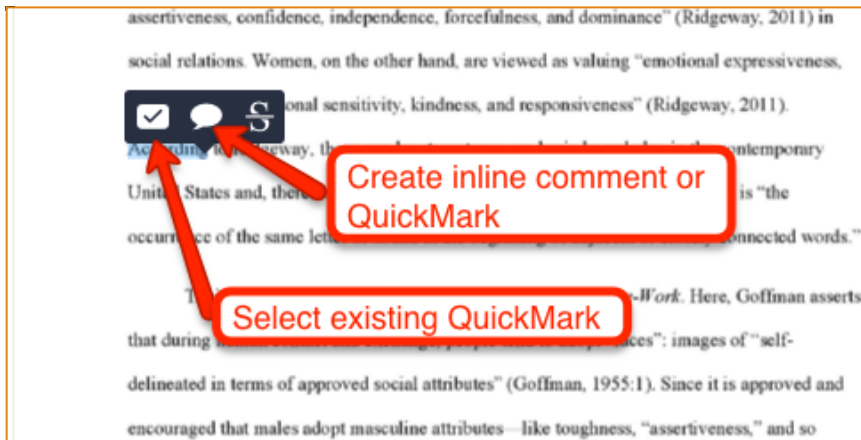 assertiveness, confidence, independence, forcefulness, and dominance” (Ridgeway, 2011) in
social relations. Women, on the other hand, are viewed as valuing “emotional expressiveness,
onal sensitivity, kindness, and responsiveness” (Ridgeway, 2011).
S
According Ridgeway,
contemporary
Create inline comment or
QuickMark
United States and, is “the
occurrence of the same connected words.”
-Work. Here, Goffman asserts
Select existing QuickMark
that during images of “self-
delineated in terms of approved social attributes” (Goffman, 1955:1). Since it is approved and
encouraged that males adopt masculine attributes—like toughness, “assertiveness,” and so